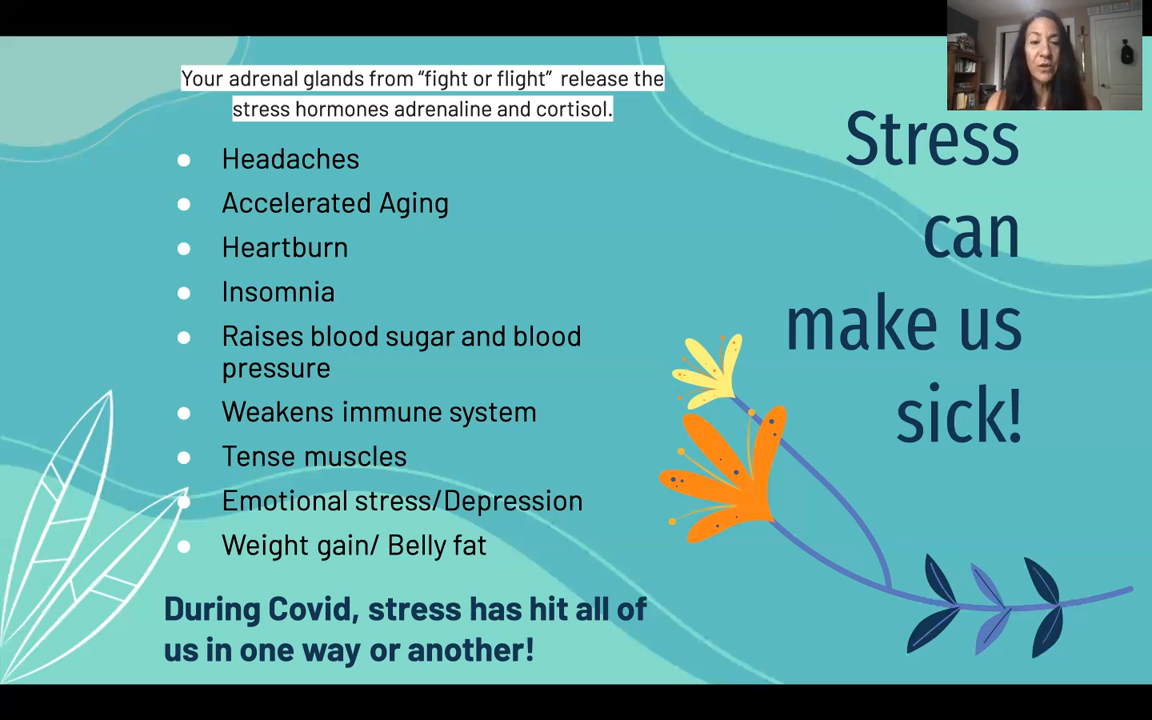 Your adrenal glands from “fight or flight” release the
stress hormones adrenaline and cortisol.
● Headaches
● Accelerated Aging
● Heartburn
● Insomnia
● Raises blood sugar and blood
pressure
● Weakens immune system
● Tense muscles
● Emotional stress/Depression
● Weight gain/ Belly fat
During Covid, stress has hit all of
us in one way or another!
Stress
can
make us
sick!